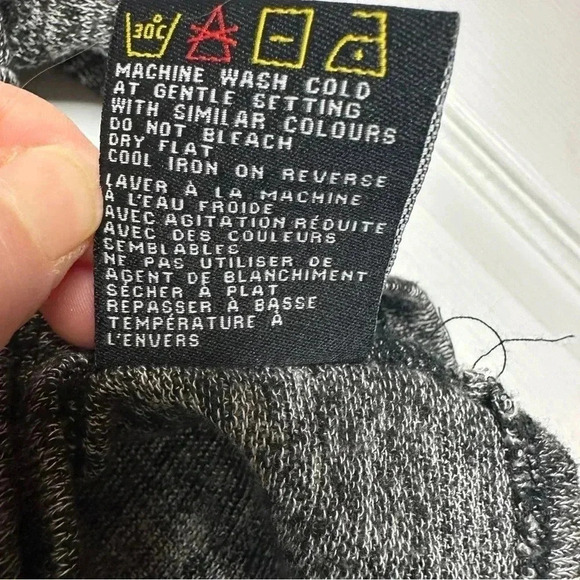 30°C
MACHINE WASH COLD
AT GENTLE SETTING
WITH SIMILAR COLOURS
DO NOT BLEACH
DRY FLAT
COOL IRON ON REVERSE
LAVER À LA MACHINE
À L'EAU FROIDE
AVEC AGITATION RÉDUITE
AVEC DES COULEURS
SEMBLABLES
NE PAS UTILISER DE
AGENT DE BLANCHIMENT
SÉCHER À PLAT
REPASSER À BASSE
TEMPÉRATURE À
L'ENVERS